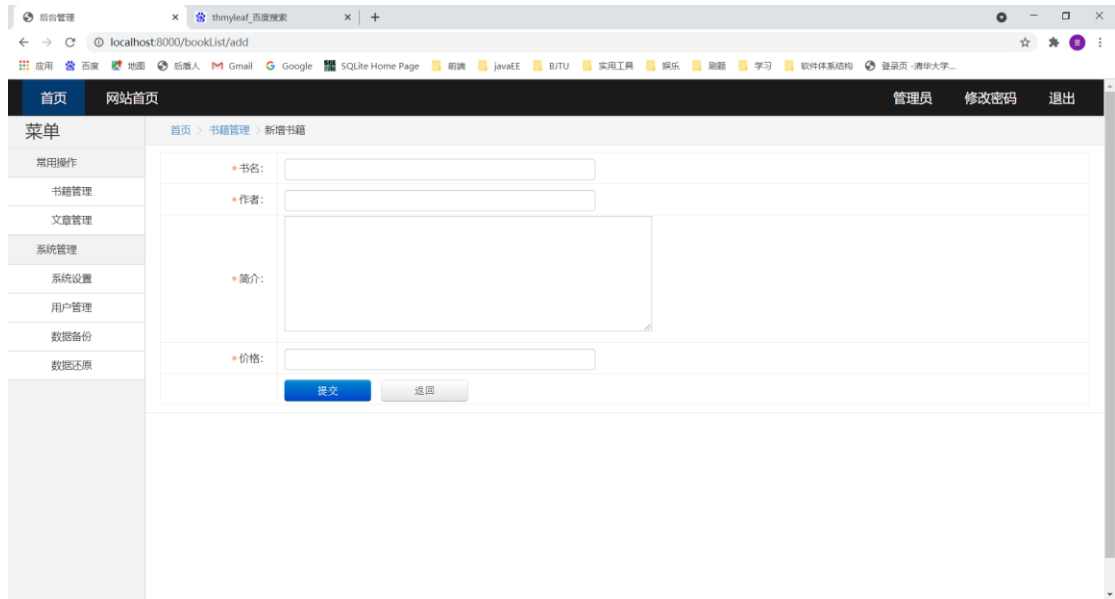 后台管理 thmyleaf_百度搜索
localhost:8000/bookList/add
应用 百度 地图 后盾人 Gmail Google SQLite Home Page 前端 javaEE BJTU 实用工具 娱乐 刷题 学习 软件体系结构 登录页 -清华大学...
首页 网站首页 管理员 修改密码 退出
菜单 首页 > 书籍管理 > 新增书籍
常用操作
*书名:
书籍管理
*作者:
文章管理
系统管理
系统设置
*简介:
用户管理
数据备份
数据还原
*价格:
提交 返回